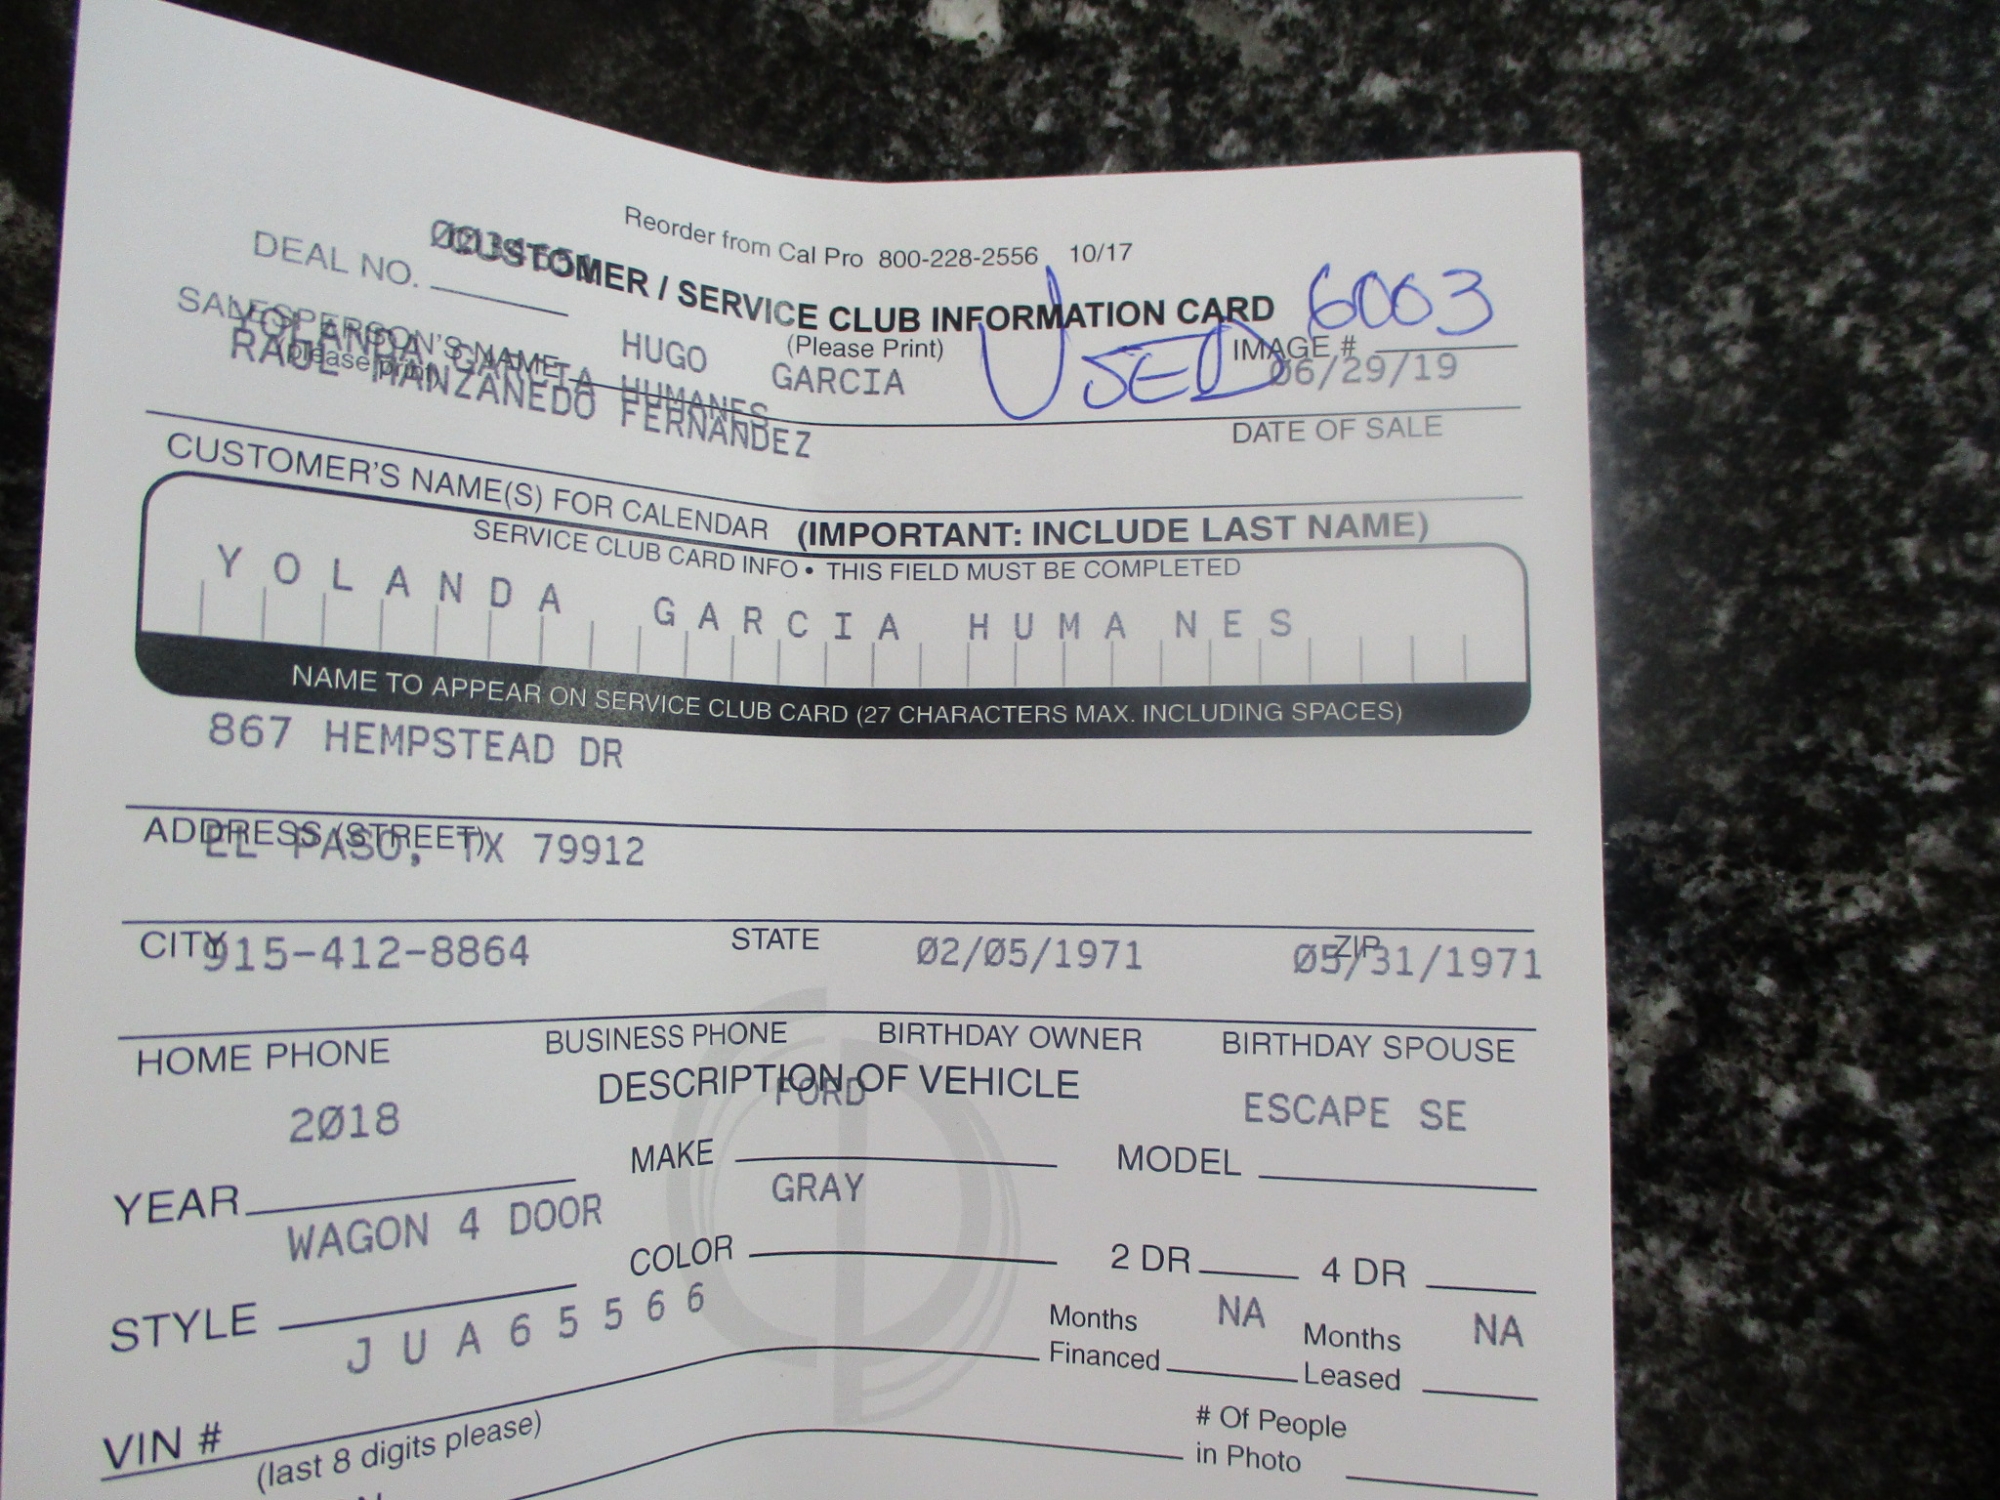 Reorder from Cal Pro 800-228-2556 10/17
DEAL NO.
CUSTOMER / SERVICE CLUB INFORMATION CARD
6003
(Please Print)
USED
IMAGE #
SALESPERSON'S NAME HUGO GARCIA
(please print)
06/29/19
YOLANDA GARCIA HUMANES
RAUL MANZANEDO FERNANDEZ
DATE OF SALE
CUSTOMER'S NAME(S) FOR CALENDAR (IMPORTANT: INCLUDE LAST NAME)
SERVICE CLUB CARD INFO • THIS FIELD MUST BE COMPLETED
YOLANDA GARCIA HUMANES
NAME TO APPEAR ON SERVICE CLUB CARD (27 CHARACTERS MAX. INCLUDING SPACES)
867 HEMPSTEAD DR
ADDRESS (STREET)
EL PASO, TX 79912
CITY STATE ZIP
915-412-8864 02/05/1971 05/31/1971
HOME PHONE BUSINESS PHONE BIRTHDAY OWNER BIRTHDAY SPOUSE
DESCRIPTION OF VEHICLE
2018 FORD ESCAPE SE
YEAR MAKE MODEL
WAGON 4 DOOR GRAY
STYLE COLOR 2 DR 4 DR
JUA65566 NA NA
Months Financed Months Leased
VIN #
(last 8 digits please)
# Of People
in Photo